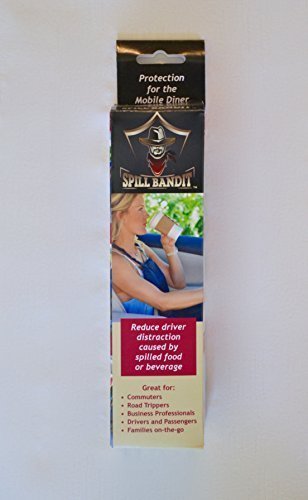 Protection
for the
Mobile Diner
SPILL BANDIT™
Reduce driver
distraction
caused by
spilled food
or beverage
Great for:
• Commuters
• Road Trippers
• Business Professionals
• Drivers and Passengers
• Families on-the-go